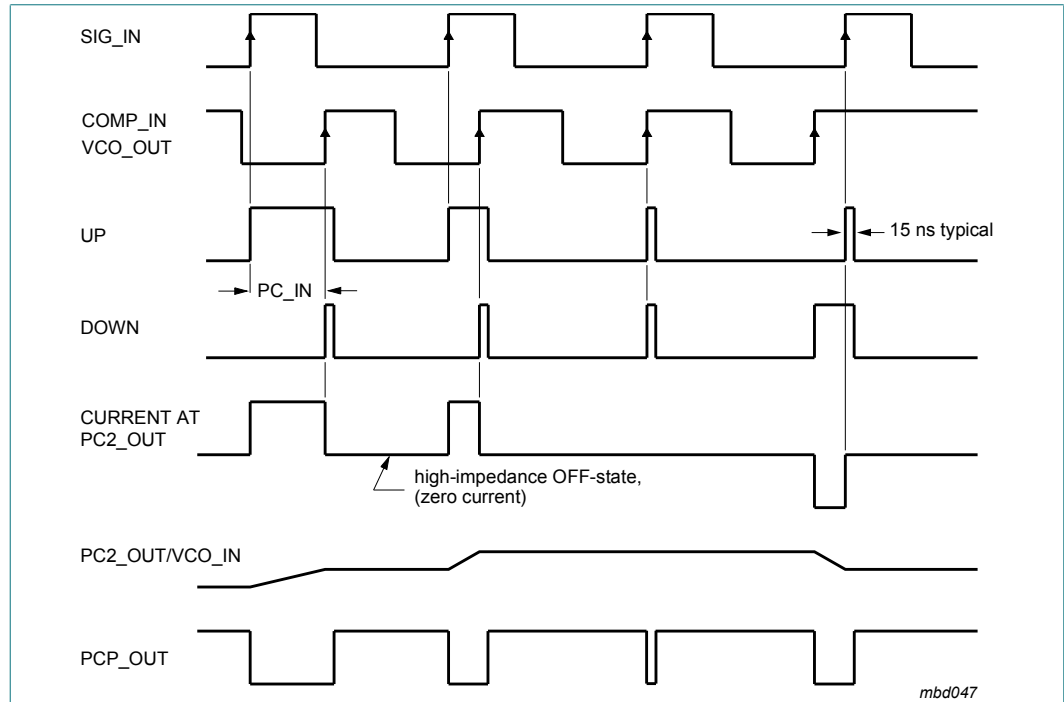 SIG_IN
COMP_IN
VCO_OUT
UP
15 ns typical
PC_IN
DOWN
CURRENT AT
PC2_OUT
high-impedance OFF-state,
(zero current)
PC2_OUT/VCO_IN
PCP_OUT
mbd047